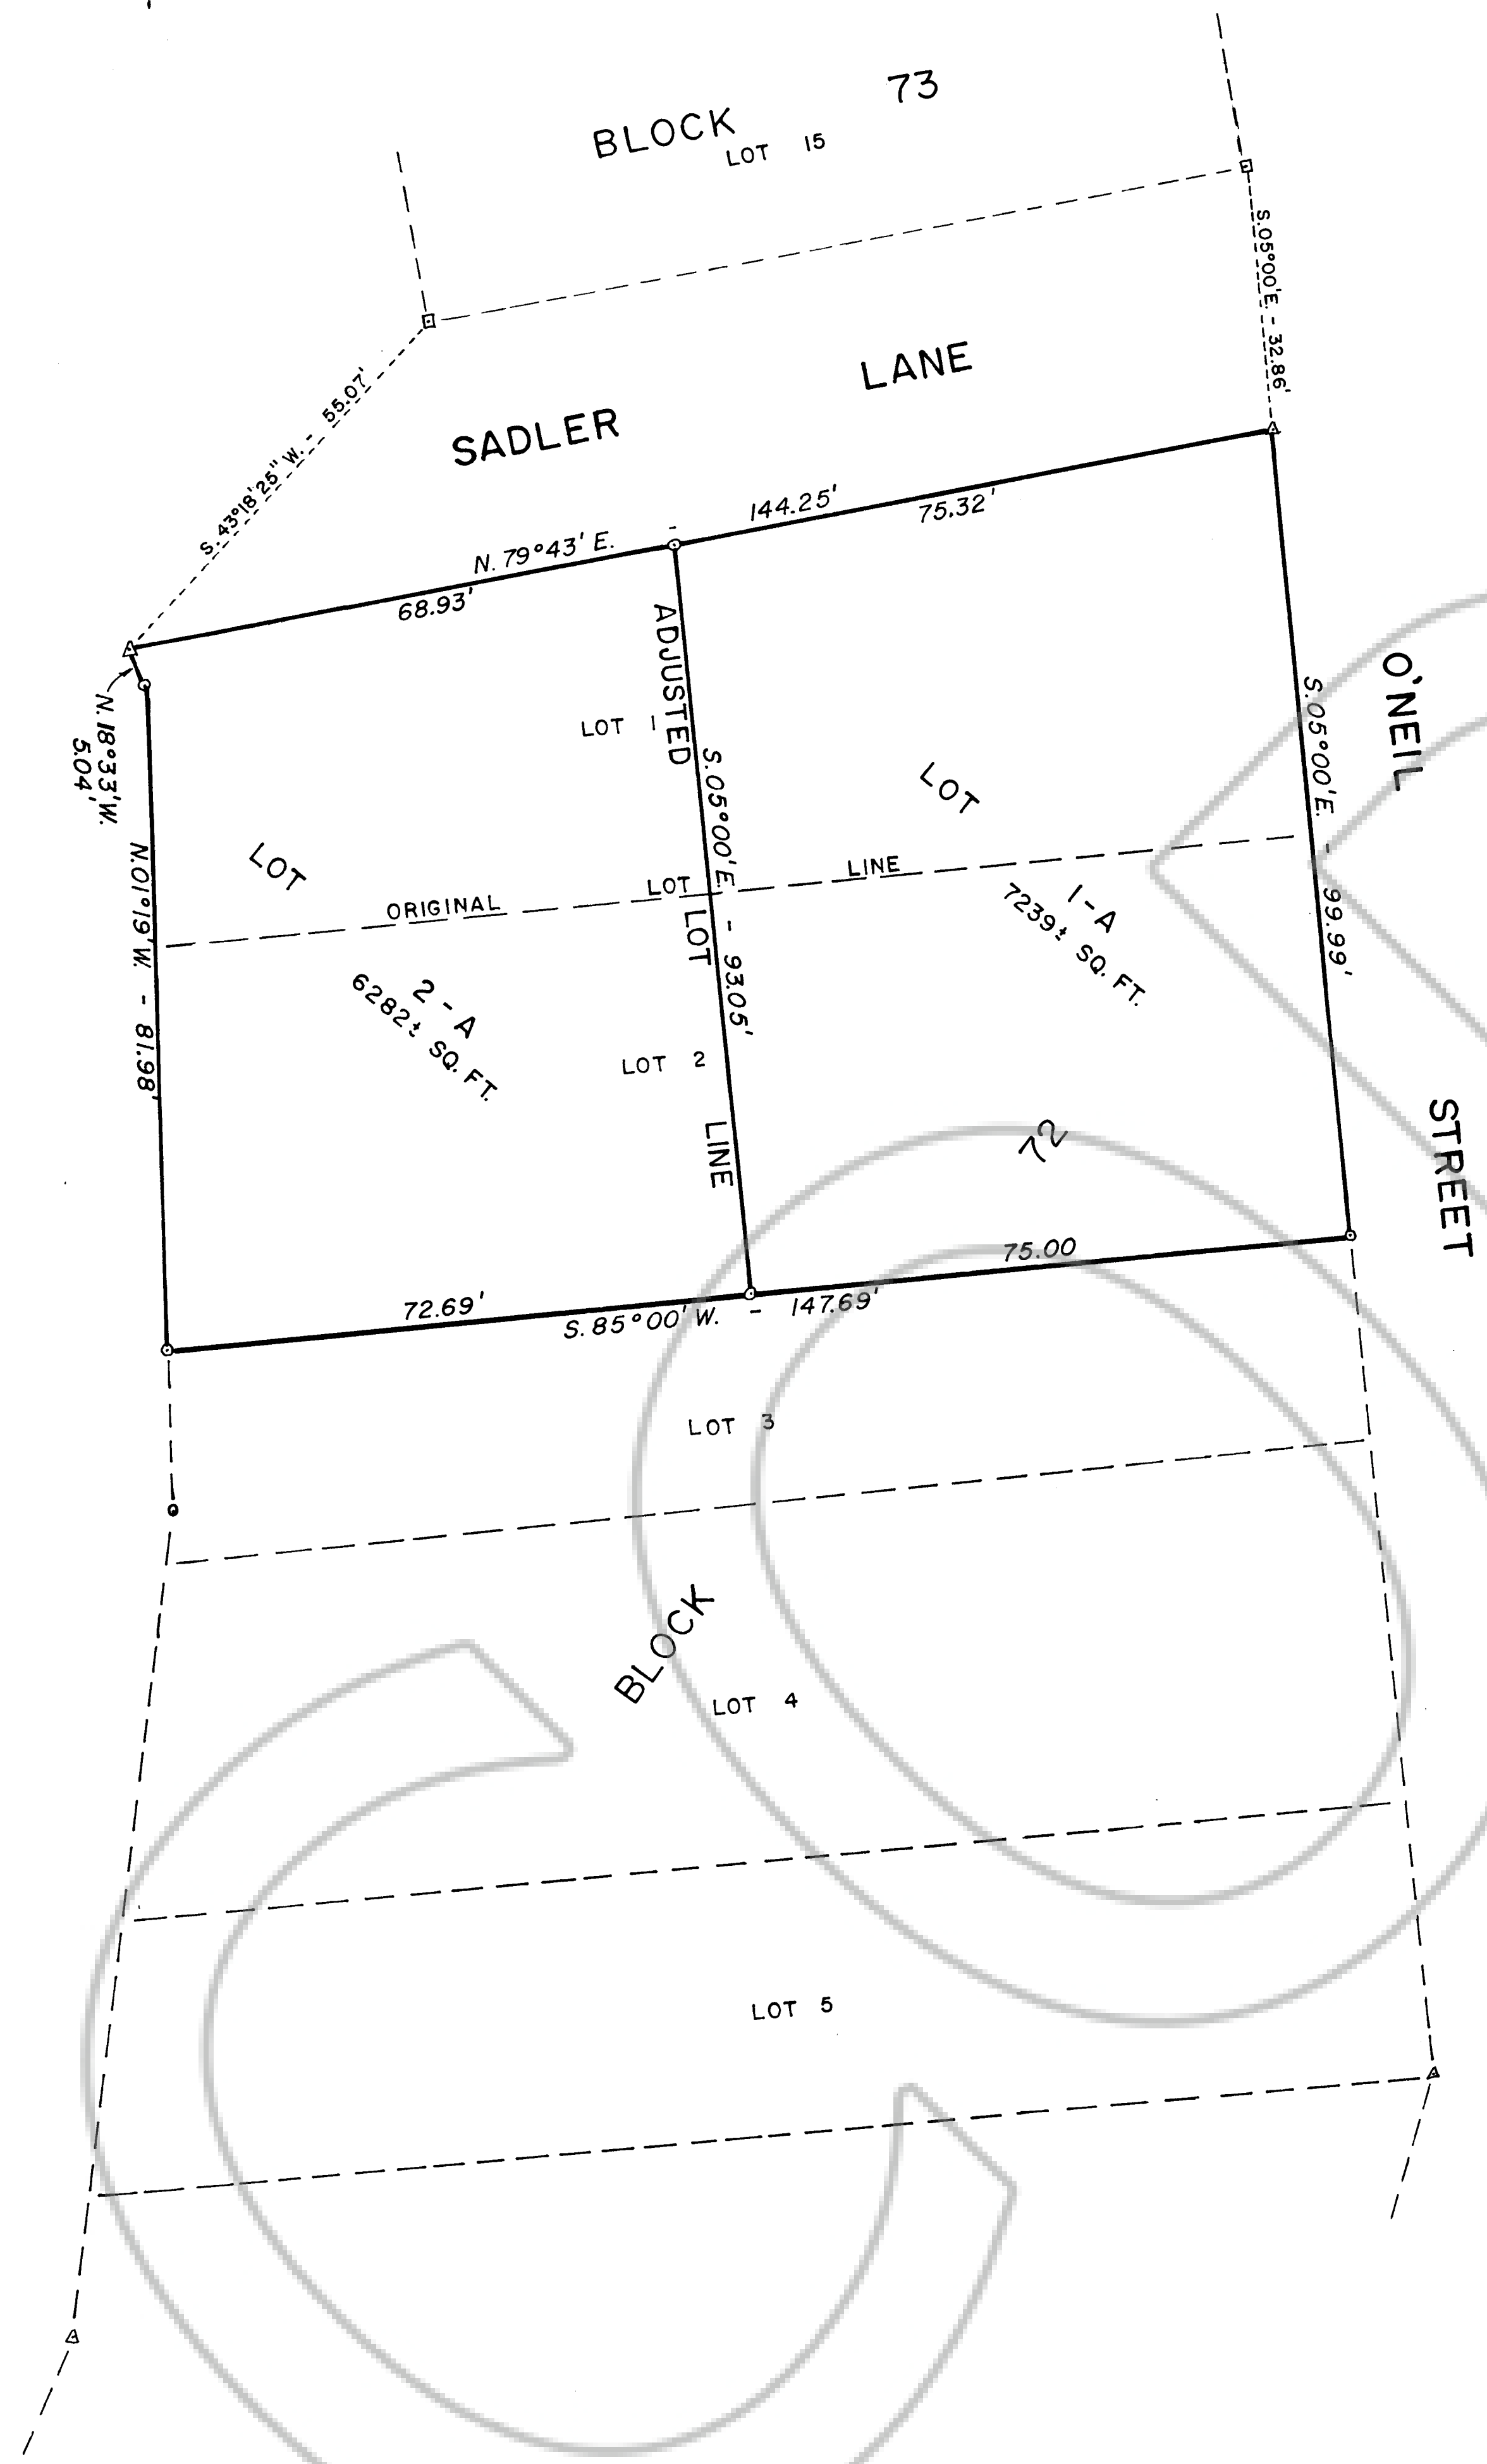 BLOCK 73
LOT 15
S.05°00'E. - 32.86'
SADLER LANE
S. 43°18'25" W. - 55.07'
N. 79°43' E. - 144.25'
68.93'
75.32'
N. 18°33'W.
5.04'
N.01°19'W. - 81.98'
ADJUSTED LOT LINE
S.05°00'E. - 93.05'
S.05°00'E. - 99.99'
O'NEIL STREET
LOT 1
LOT
2-A
6282± SQ. FT.
LOT
1-A
7239± SQ. FT.
ORIGINAL LOT LINE
LOT 2
72
72.69'
75.00
S. 85°00' W. - 147.69'
LOT 3
BLOCK
LOT 4
LOT 5